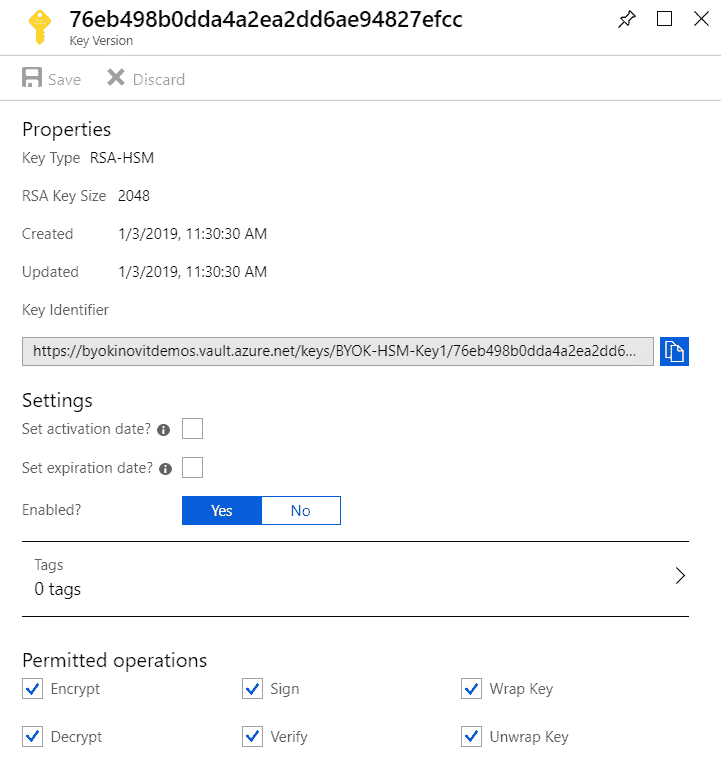 76eb498b0dda4a2ea2dd6ae94827efcc
Key Version
Save Discard
Properties
Key Type RSA-HSM
RSA Key Size 2048
Created 1/3/2019, 11:30:30 AM
Updated 1/3/2019, 11:30:30 AM
Key Identifier
https://byokinovitdemos.vault.azure.net/keys/BYOK-HSM-Key1/76eb498b0dda4a2ea2dd6...
Settings
Set activation date?
Set expiration date?
Enabled? Yes No
Tags
0 tags
Permitted operations
Encrypt Sign Wrap Key
Decrypt Verify Unwrap Key